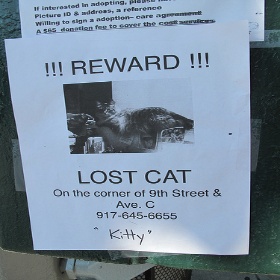 If interested in adopting, please
Picture ID & address, a reference
Willing to sign a adoption- care agreement
A $65 donation fee to cover the cost services
!!! REWARD !!!
LOST CAT
On the corner of 9th Street &
Ave. C
917-645-6655
"Kitty"